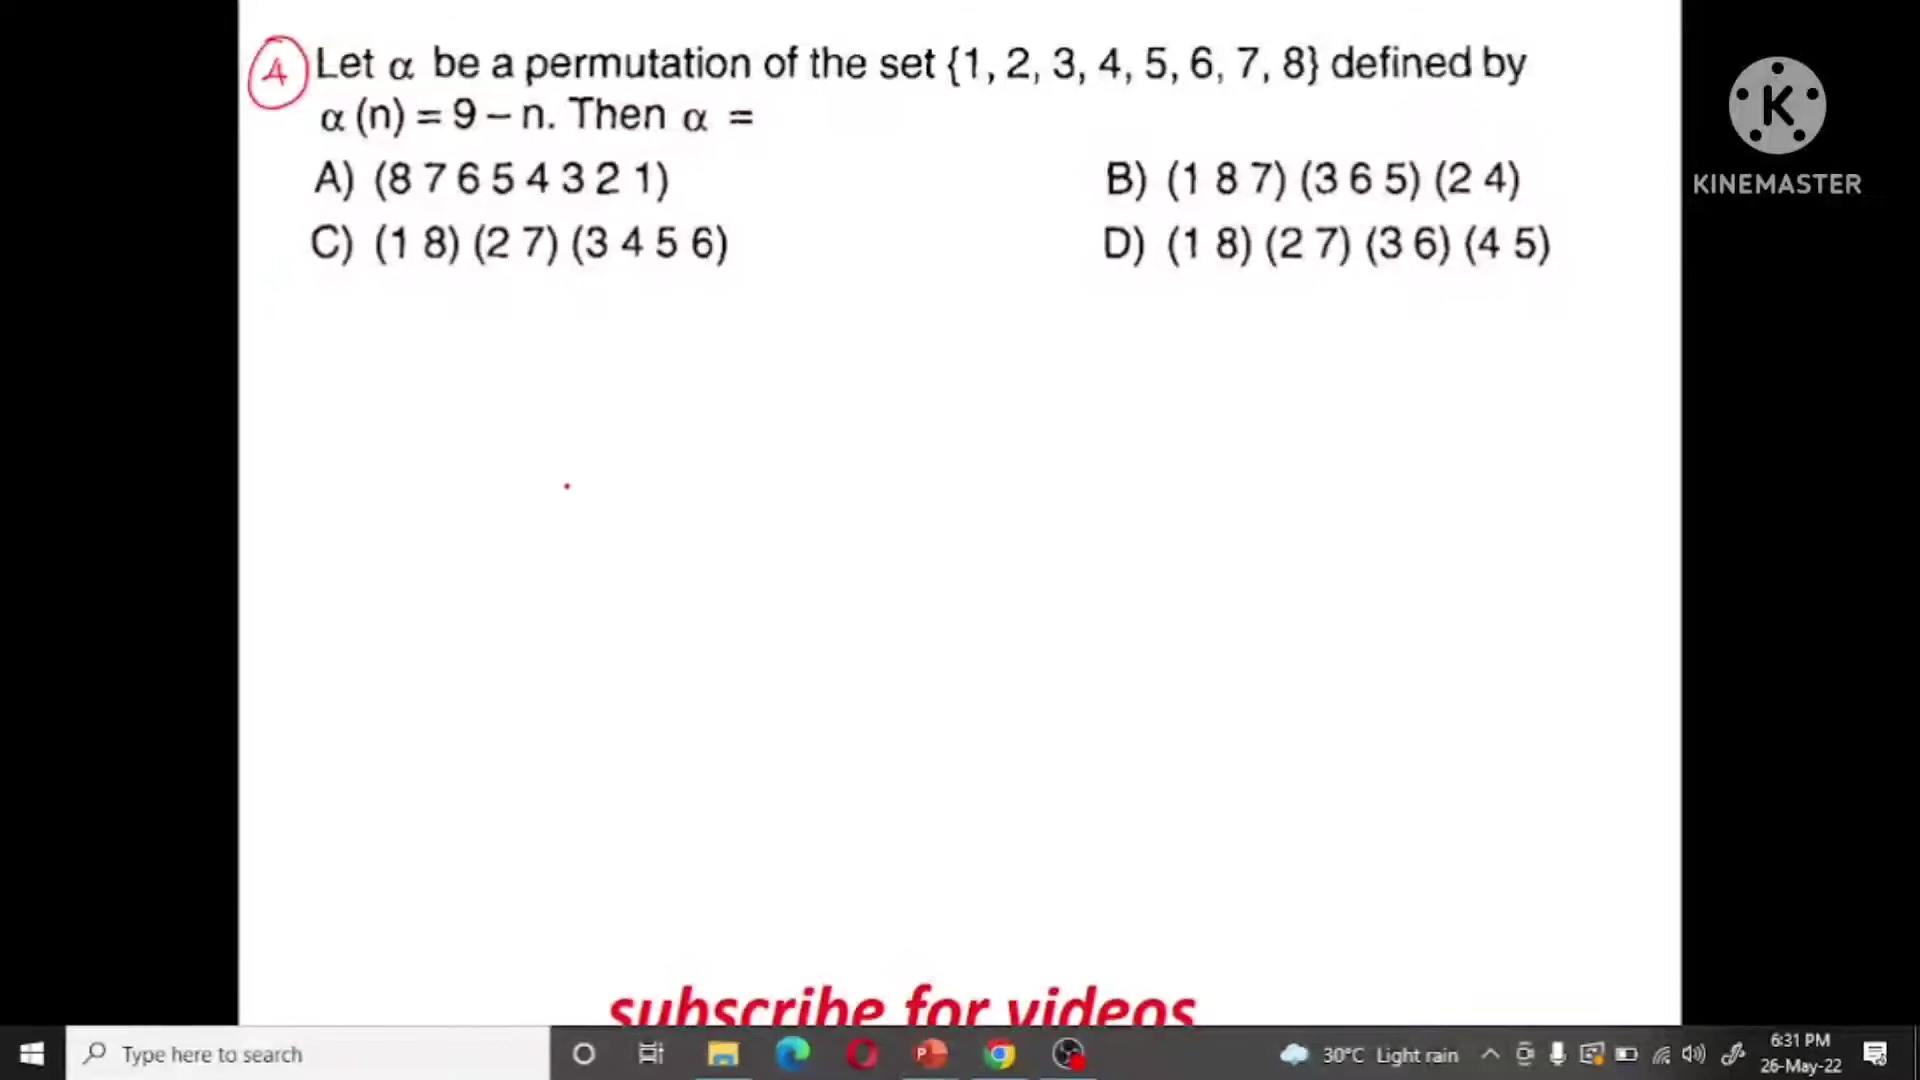 4 Let α be a permutation of the set {1, 2, 3, 4, 5, 6, 7, 8} defined by
α (n) = 9 – n. Then α =
A) (8 7 6 5 4 3 2 1)
B) (1 8 7) (3 6 5) (2 4)
C) (1 8) (2 7) (3 4 5 6)
D) (1 8) (2 7) (3 6) (4 5)
K
KINEMASTER
subscribe for videos
Type here to search
30°C Light rain
6:31 PM
26-May-22